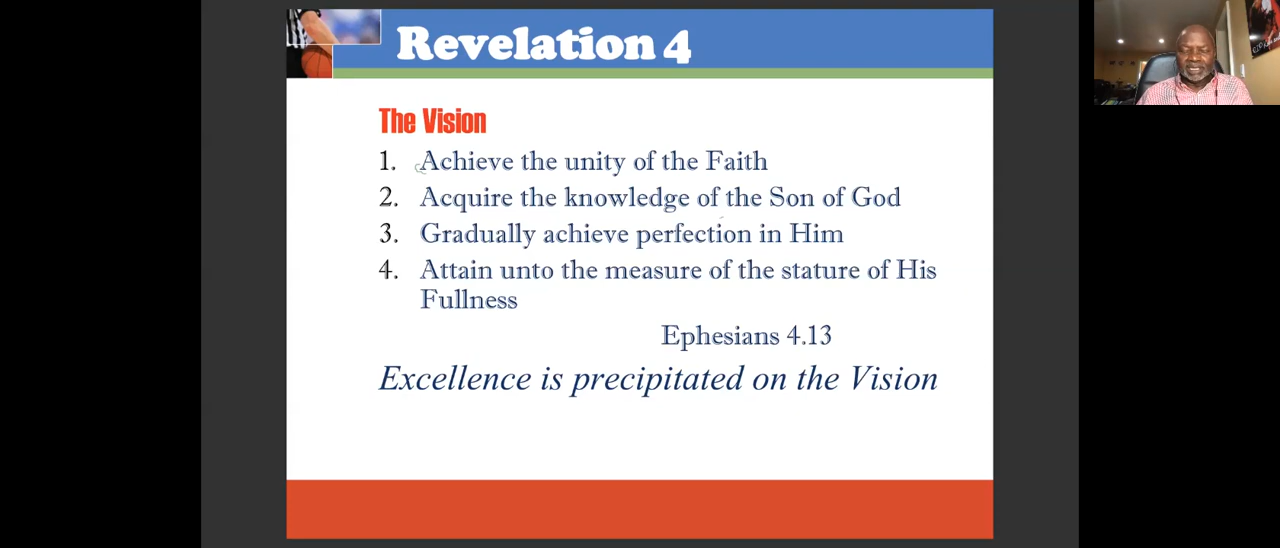 Revelation 4
The Vision
1. Achieve the unity of the Faith
2. Acquire the knowledge of the Son of God
3. Gradually achieve perfection in Him
4. Attain unto the measure of the stature of His
Fullness
Ephesians 4.13
Excellence is precipitated on the Vision